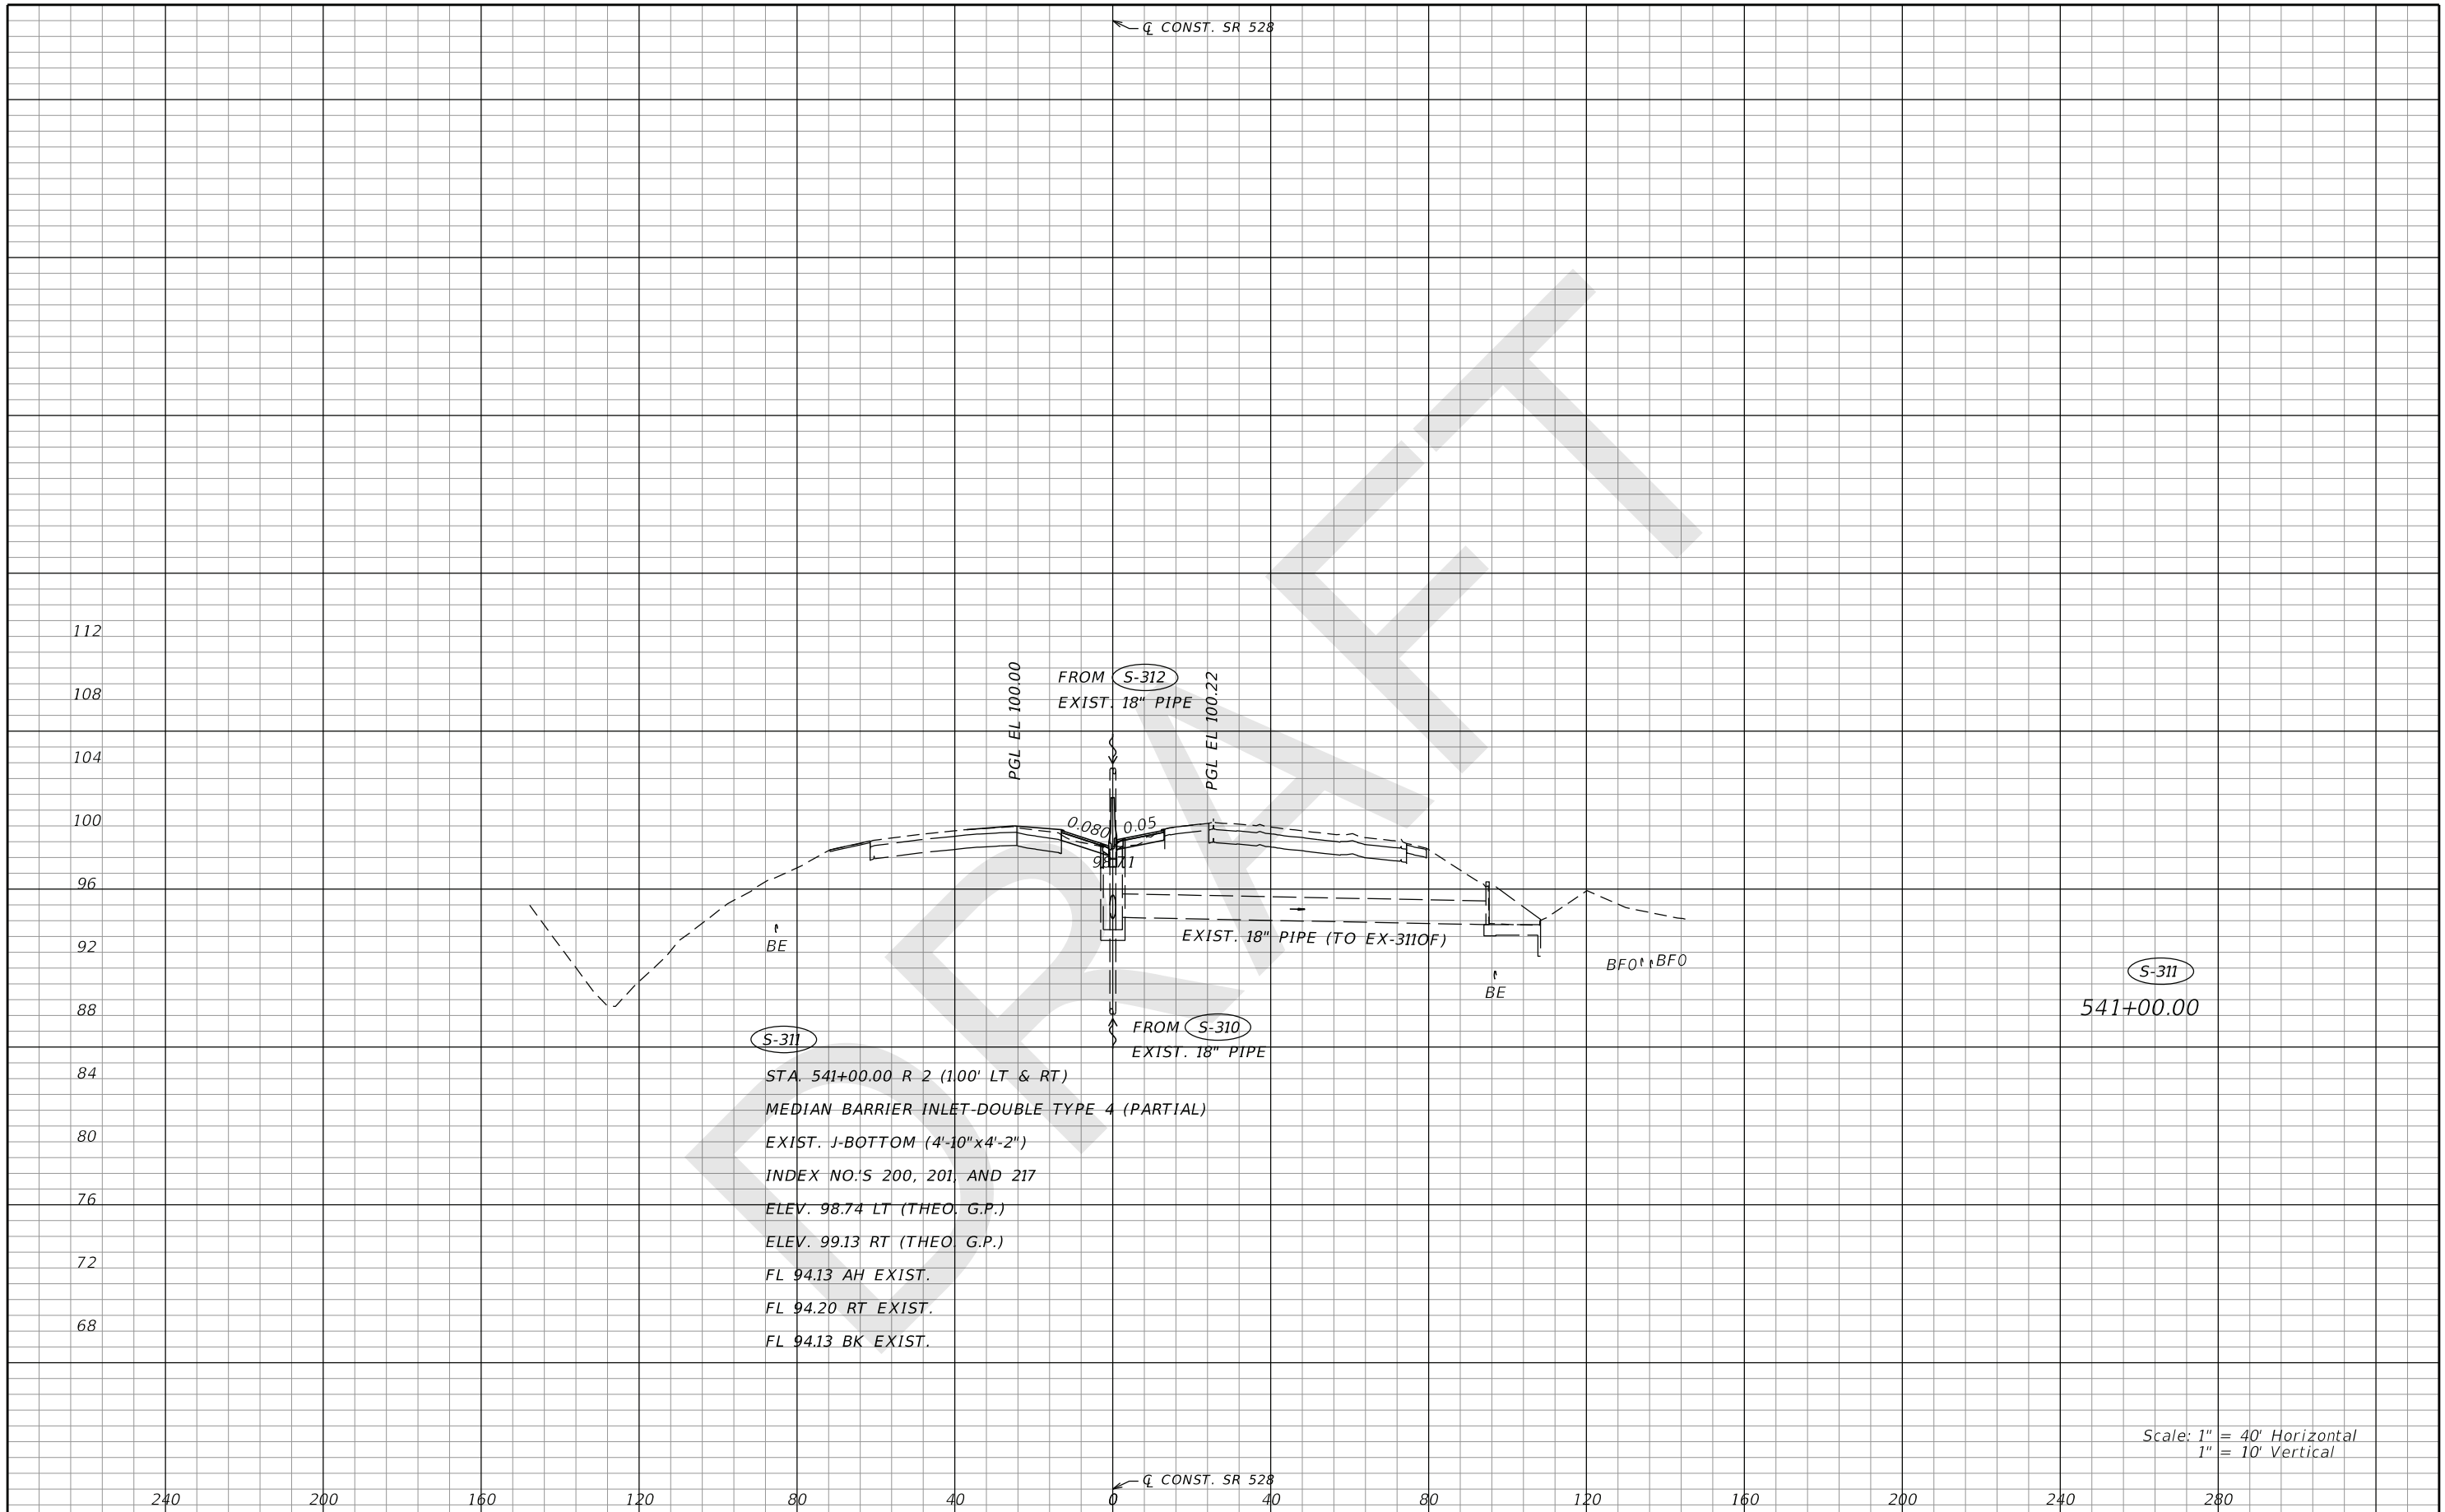 ℄ CONST. SR 528
112
108
104
100
96
92
88
84
80
76
72
68
PGL EL 100.00
FROM S-312
EXIST. 18" PIPE
PGL EL 100.22
0.080
0.05
98.71
EXIST. 18" PIPE (TO EX-311OF)
BE
BE
BFO
BFO
S-311
541+00.00
FROM S-310
EXIST. 18" PIPE
S-311
STA. 541+00.00 R 2 (1.00' LT & RT)
MEDIAN BARRIER INLET-DOUBLE TYPE 4 (PARTIAL)
EXIST. J-BOTTOM (4'-10"x4'-2")
INDEX NO.'S 200, 201, AND 217
ELEV. 98.74 LT (THEO. G.P.)
ELEV. 99.13 RT (THEO. G.P.)
FL 94.13 AH EXIST.
FL 94.20 RT EXIST.
FL 94.13 BK EXIST.
DRAFT
Scale: 1" = 40' Horizontal
1" = 10' Vertical
℄ CONST. SR 528
240 200 160 120 80 40 0 40 80 120 160 200 240 280